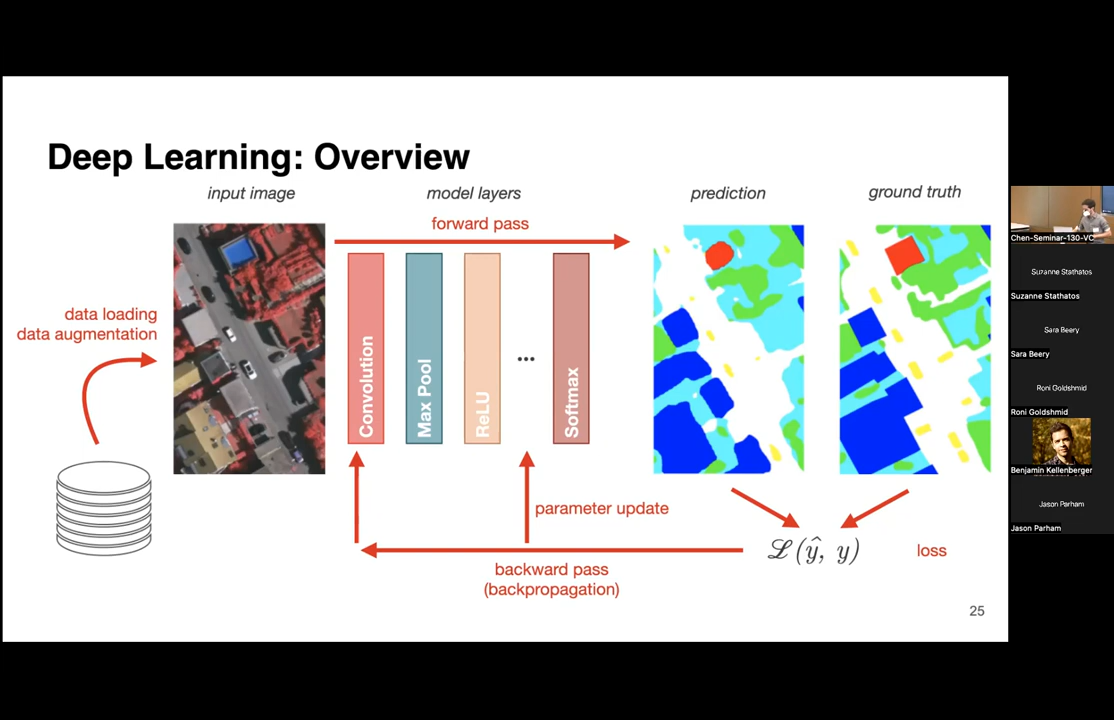 Deep Learning: Overview
input image
model layers
prediction
ground truth
forward pass
data loading
data augmentation
Convolution
Max Pool
ReLU
...
Softmax
parameter update
ℒ(ŷ, y)
loss
backward pass
(backpropagation)
25
Chen-Seminar-130-VC
Suzanne Stathatos
Suzanne Stathatos
Sara Beery
Sara Beery
Roni Goldshmid
Roni Goldshmid
Benjamin Kellenberger
Jason Parham
Jason Parham